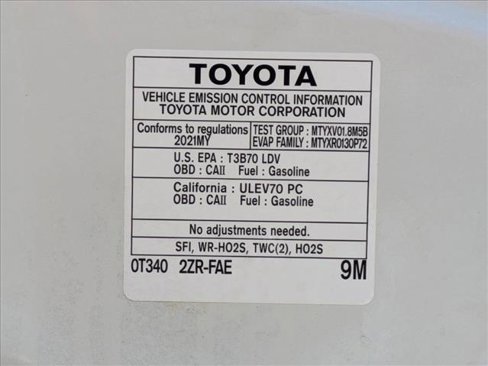 TOYOTA
VEHICLE EMISSION CONTROL INFORMATION
TOYOTA MOTOR CORPORATION
Conforms to regulations
2021MY
TEST GROUP : MTYXV01.8M5B
EVAP FAMILY : MTYXR0130P72
U.S. EPA : T3B70 LDV
OBD : CAII Fuel : Gasoline
California : ULEV70 PC
OBD : CAII Fuel : Gasoline
No adjustments needed.
SFI, WR-HO2S, TWC(2), HO2S
0T340 2ZR-FAE 9M